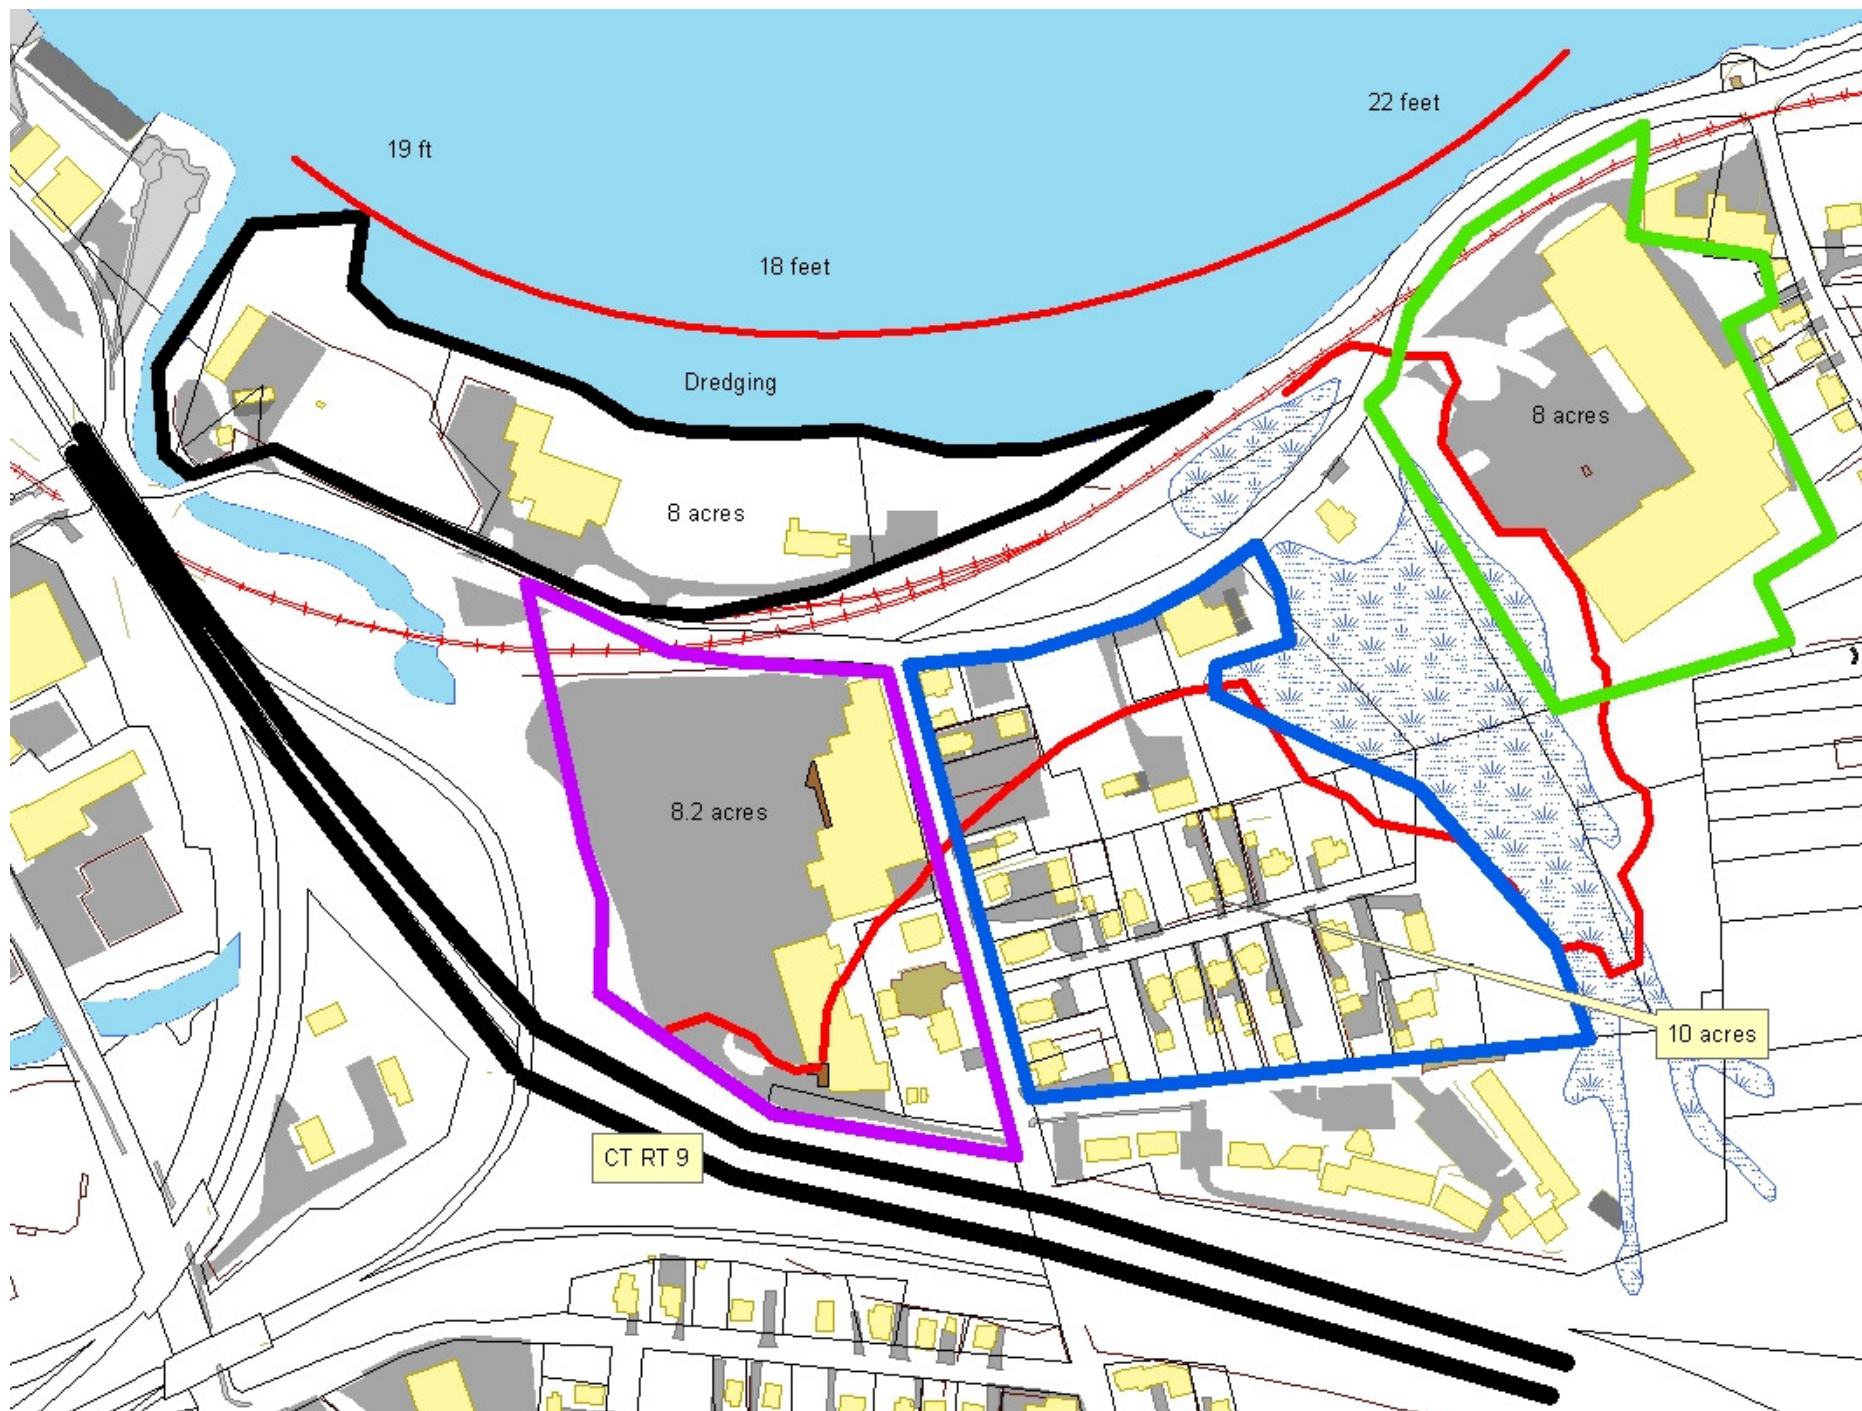 22 feet
19 ft
18 feet
Dredging
8 acres
8 acres
8.2 acres
10 acres
CT RT 9